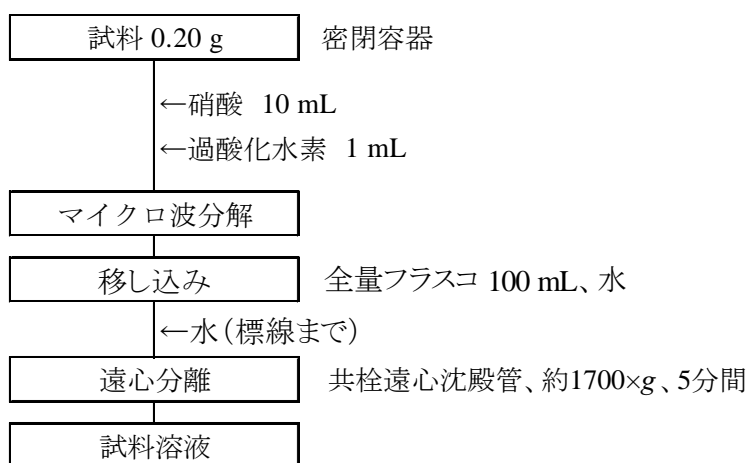 試料 0.20 g 密閉容器
←硝酸 10 mL
←過酸化水素 1 mL
マイクロ波分解
移し込み 全量フラスコ 100 mL、水
←水(標線まで)
遠心分離 共栓遠心沈殿管、約1700×g、5分間
試料溶液